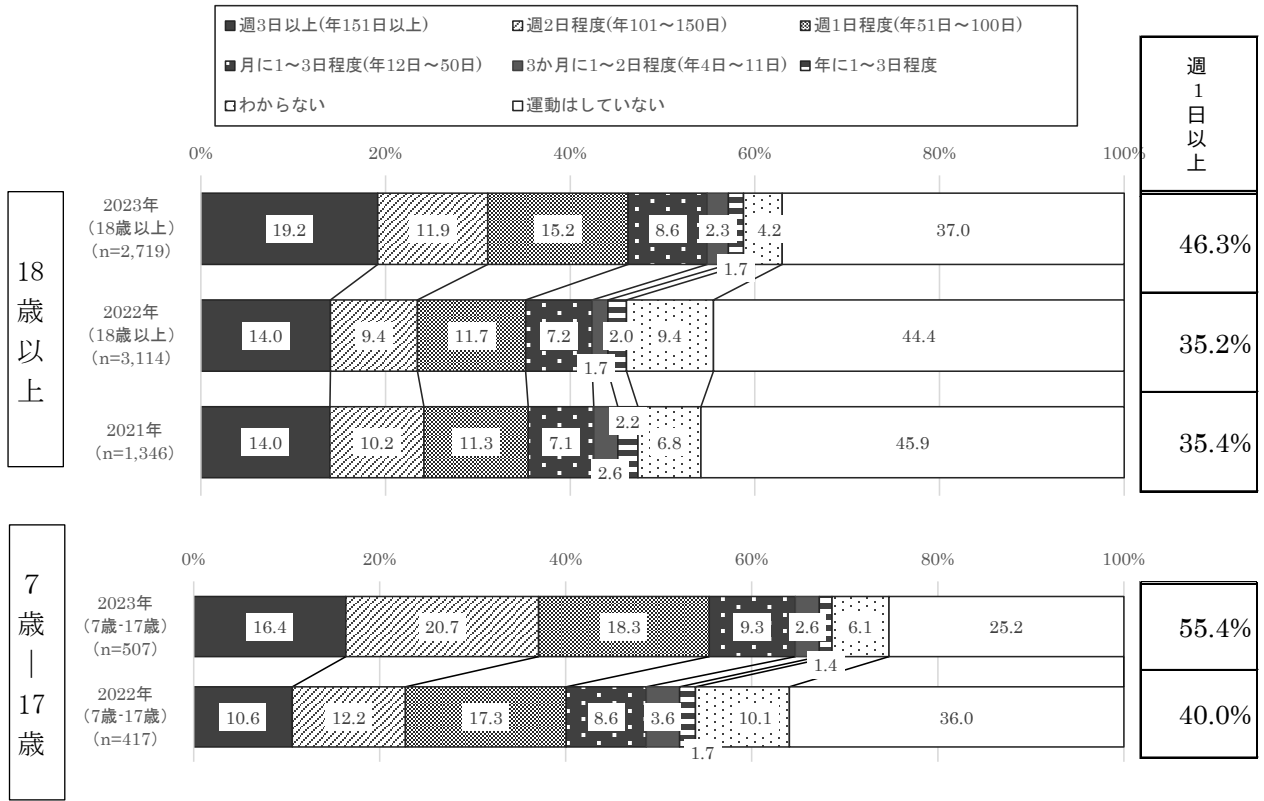 ■週3日以上(年151日以上)
週2日程度(年101～150日)
週1日程度(年51日～100日)
月に1～3日程度(年12日～50日)
■3か月に1～2日程度(年4日～11日)
年に1～3日程度
わからない
□運動はしていない
週1日以上
0% 20% 40% 60% 80% 100%
18歳以上
2023年
（18歳以上）
（n=2,719）
19.2 11.9 15.2 8.6 2.3 1.7 4.2 37.0
46.3%
2022年
（18歳以上）
（n=3,114）
14.0 9.4 11.7 7.2 1.7 2.0 9.4 44.4
35.2%
2021年
（n=1,346）
14.0 10.2 11.3 7.1 2.6 2.2 6.8 45.9
35.4%
7歳―17歳
0% 20% 40% 60% 80% 100%
2023年
（7歳-17歳）
（n=507）
16.4 20.7 18.3 9.3 2.6 1.4 6.1 25.2
55.4%
2022年
（7歳-17歳）
（n=417）
10.6 12.2 17.3 8.6 3.6 1.7 10.1 36.0
40.0%